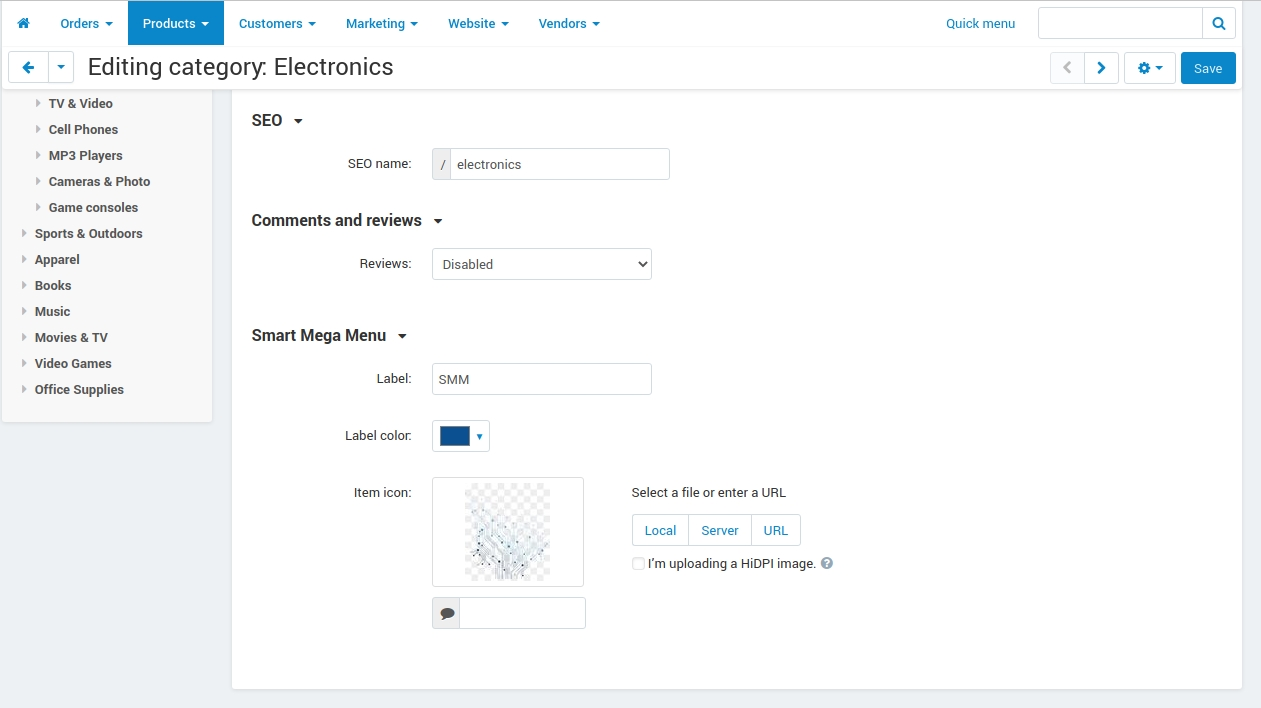 Orders Products Customers Marketing Website Vendors Quick menu
Editing category: Electronics Save
TV & Video
Cell Phones
MP3 Players
Cameras & Photo
Game consoles
Sports & Outdoors
Apparel
Books
Music
Movies & TV
Video Games
Office Supplies
SEO
SEO name: / electronics
Comments and reviews
Reviews: Disabled
Smart Mega Menu
Label: SMM
Label color:
Item icon: Select a file or enter a URL
Local Server URL
I'm uploading a HiDPI image. ?